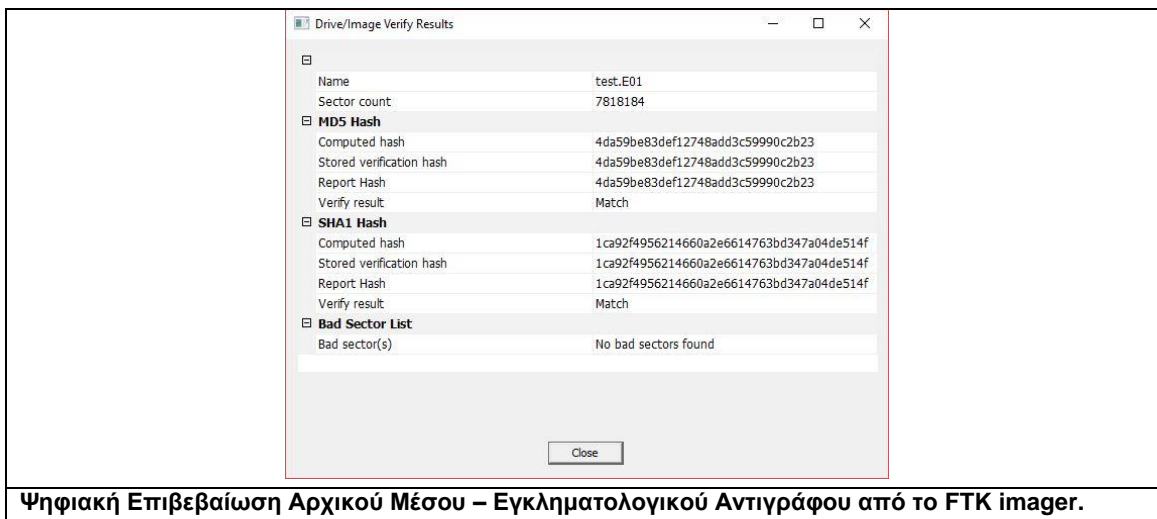 Drive/Image Verify Results
Name test.E01
Sector count 7818184
MD5 Hash
Computed hash 4da59be83def12748add3c59990c2b23
Stored verification hash 4da59be83def12748add3c59990c2b23
Report Hash 4da59be83def12748add3c59990c2b23
Verify result Match
SHA1 Hash
Computed hash 1ca92f4956214660a2e6614763bd347a04de514f
Stored verification hash 1ca92f4956214660a2e6614763bd347a04de514f
Report Hash 1ca92f4956214660a2e6614763bd347a04de514f
Verify result Match
Bad Sector List
Bad sector(s) No bad sectors found
Close
Ψηφιακή Επιβεβαίωση Αρχικού Μέσου – Εγκληματολογικού Αντιγράφου από το FTK imager.